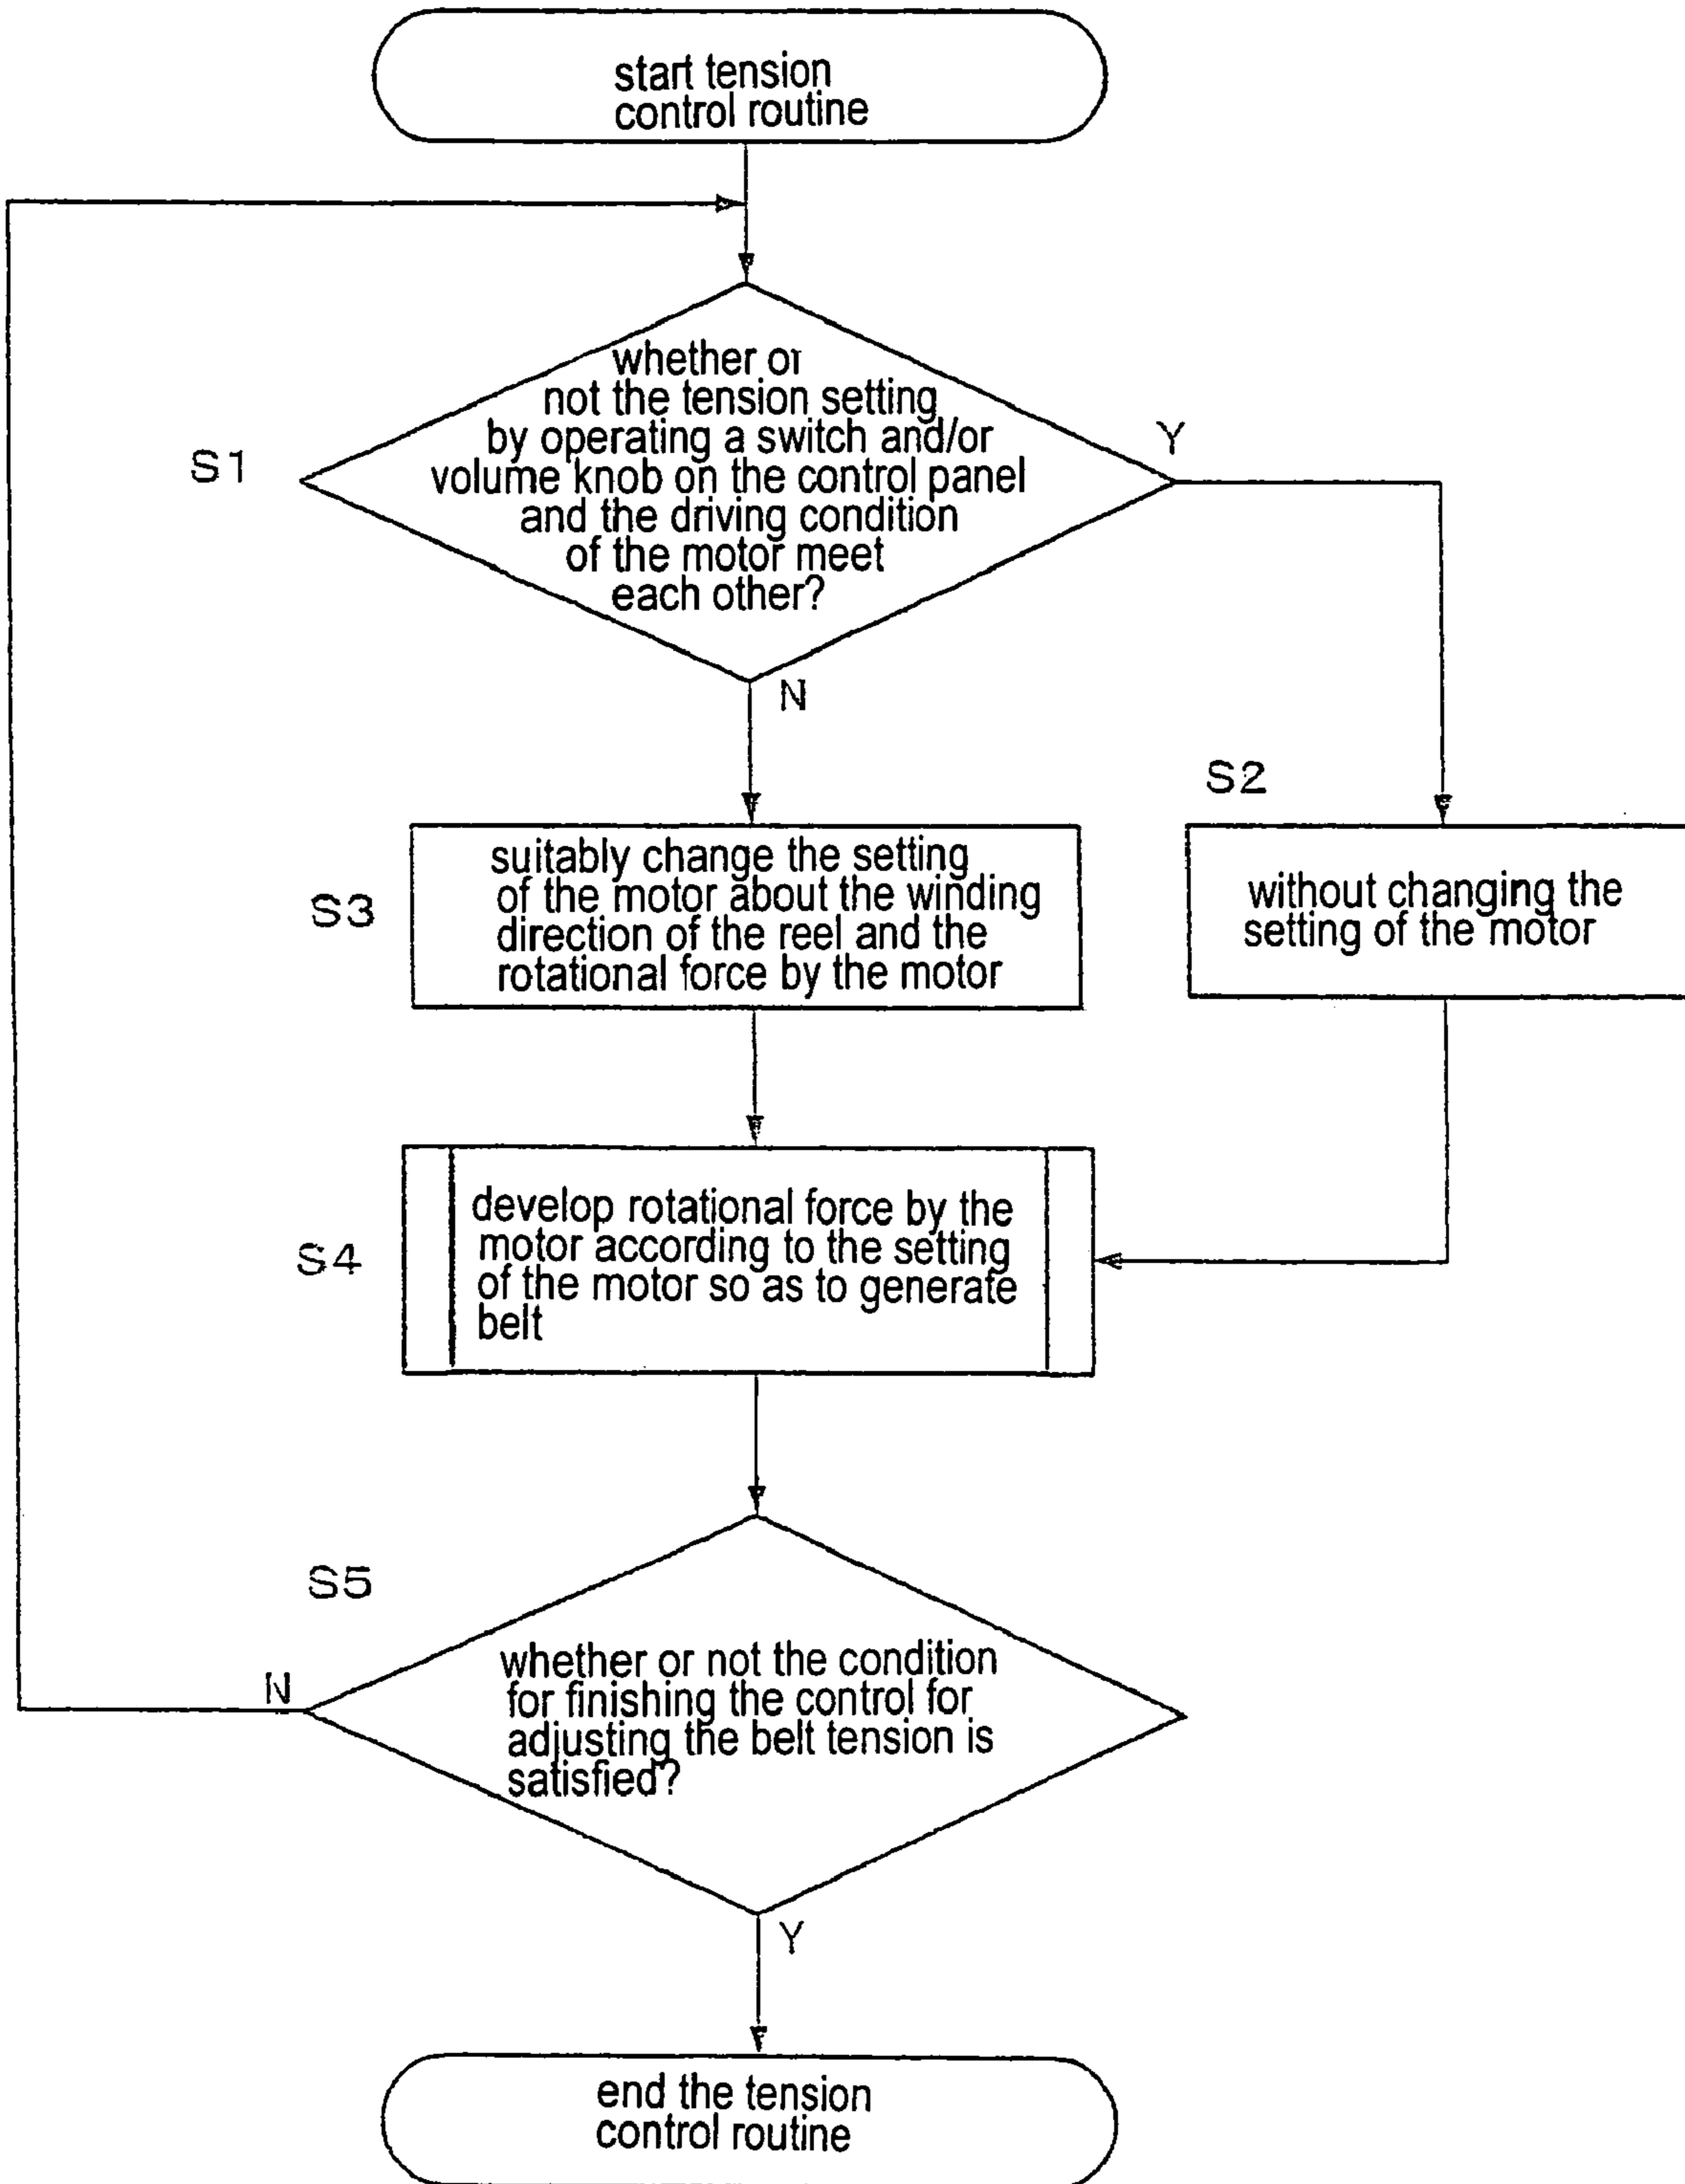 start tension
control routine
whether or
not the tension setting
by operating a switch and/or
volume knob on the control panel
and the driving condition
of the motor meet
each other?
S1
Y
N
S2
suitably change the setting
of the motor about the winding
direction of the reel and the
rotational force by the motor
S3
without changing the
setting of the motor
develop rotational force by the
motor according to the setting
of the motor so as to generate
belt
S4
S5
whether or not the condition
for finishing the control for
adjusting the belt tension is
satisfied?
N
Y
end the tension
control routine